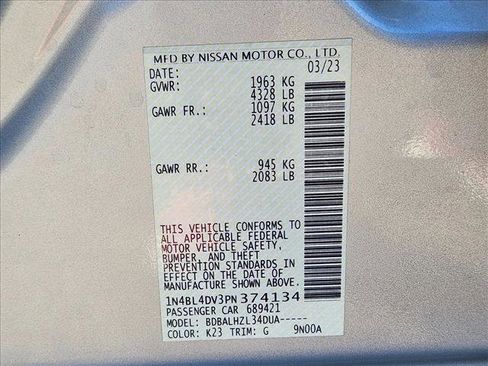 MFD BY NISSAN MOTOR CO., LTD.
DATE: 03/23
GVWR: 1963 KG
4328 LB
GAWR FR.: 1097 KG
2418 LB
GAWR RR.: 945 KG
2083 LB
THIS VEHICLE CONFORMS TO
ALL APPLICABLE FEDERAL
MOTOR VEHICLE SAFETY,
BUMPER, AND THEFT
PREVENTION STANDARDS IN
EFFECT ON THE DATE OF
MANUFACTURE SHOWN ABOVE.
1N4BL4DV3PN374134
PASSENGER CAR 689421
MODEL: BDBALHZL34DUA-----
COLOR: K23 TRIM: G 9N00A